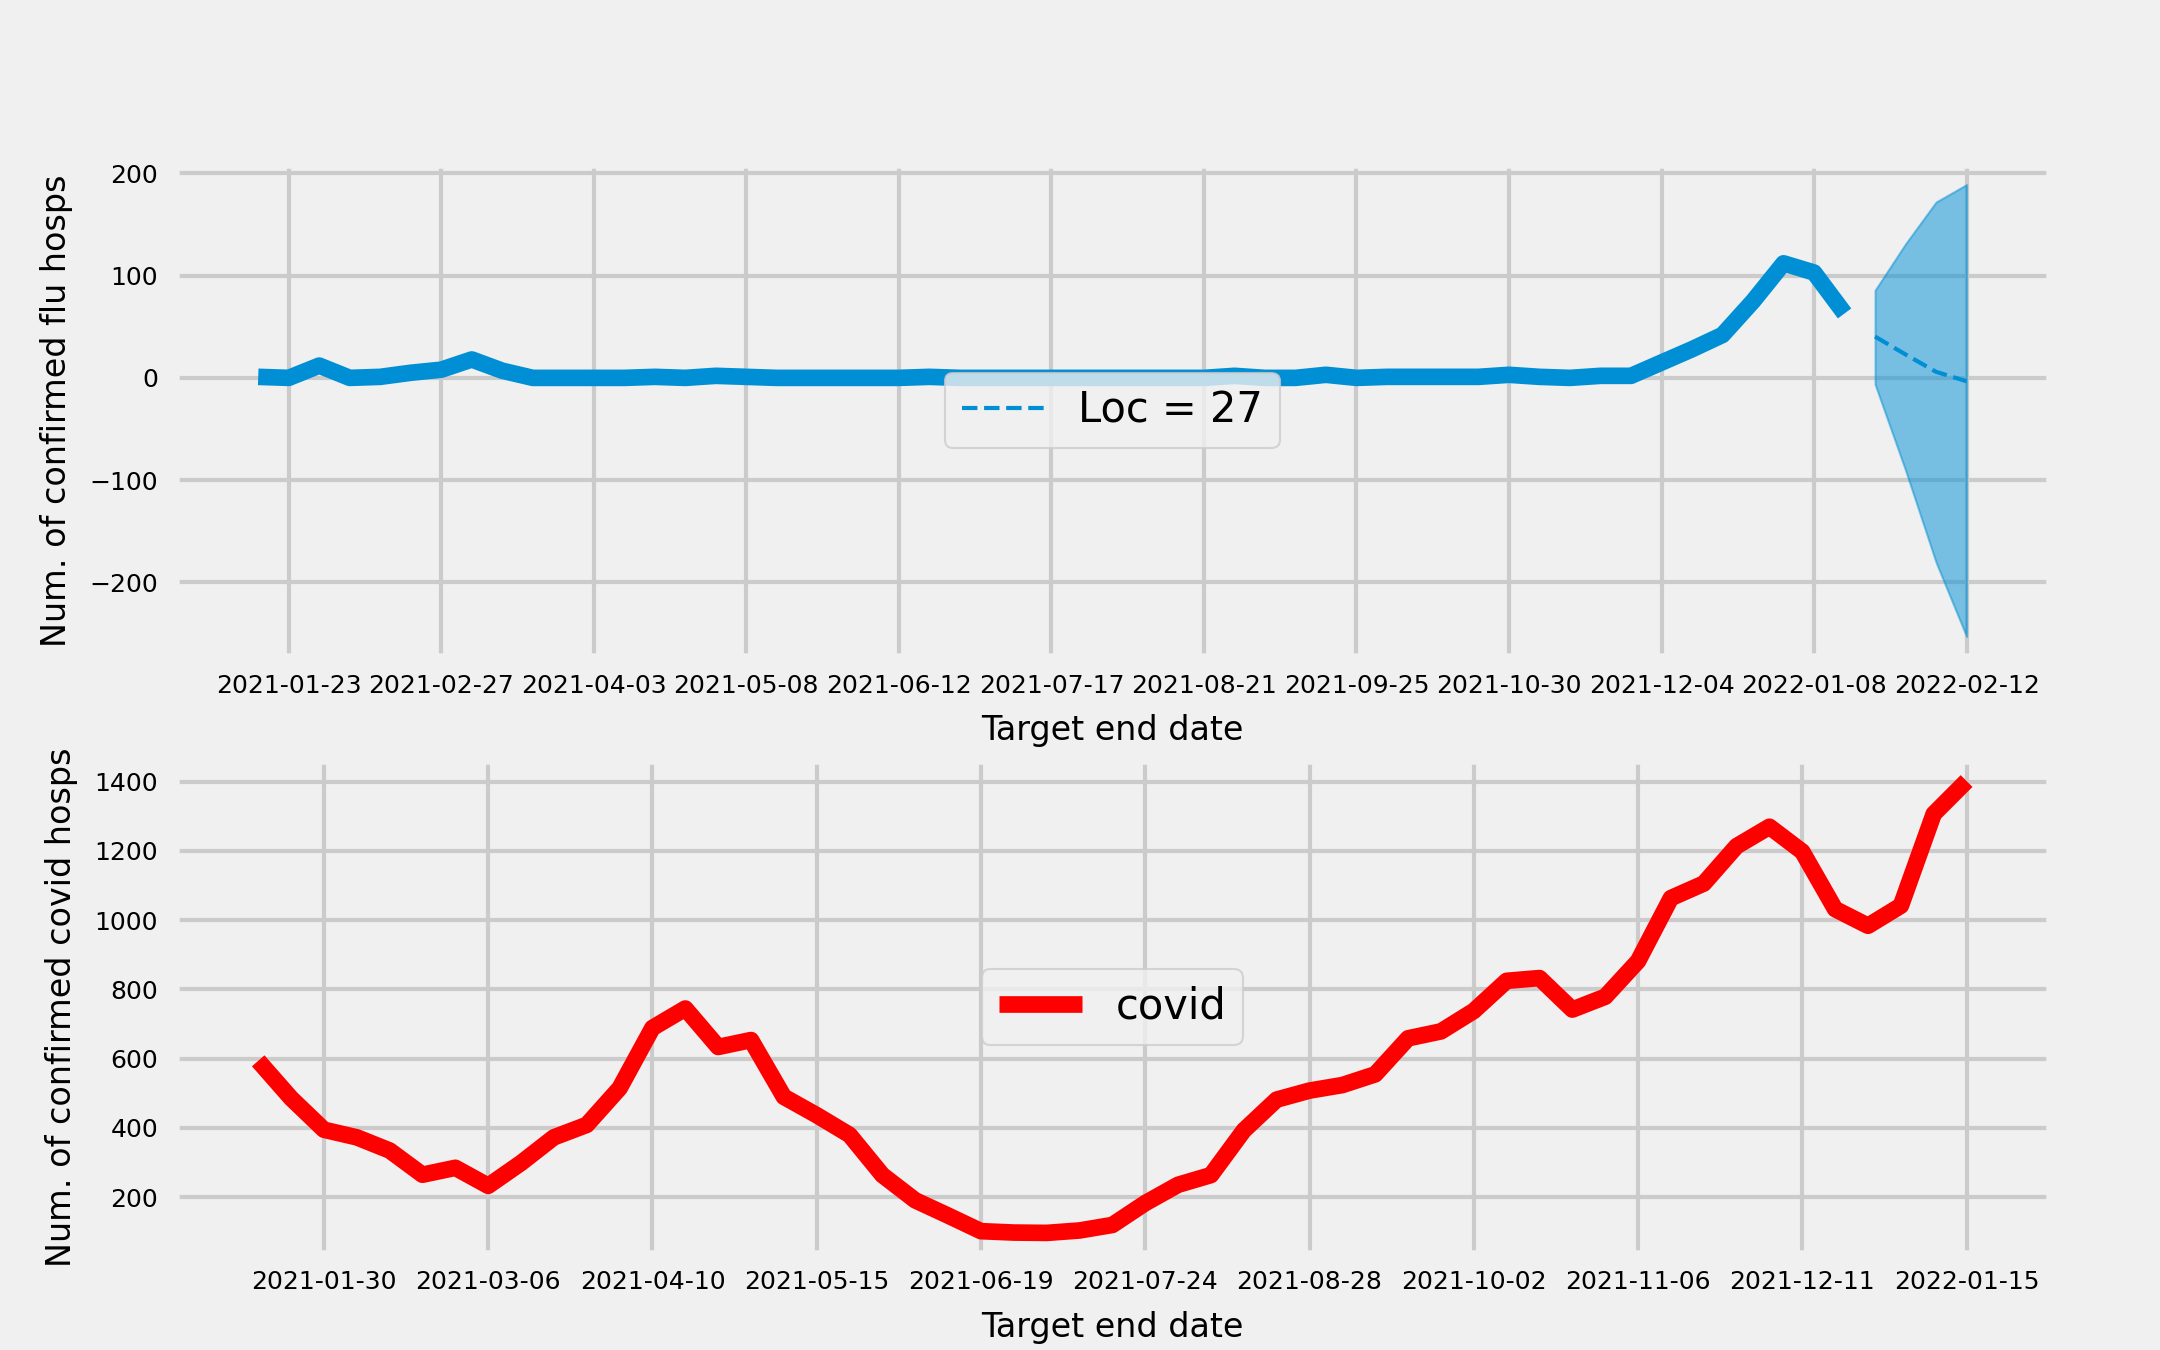 Num. of confirmed flu hosps
200
100
0
−100
−200
Loc = 27
2021-01-23 2021-02-27 2021-04-03 2021-05-08 2021-06-12 2021-07-17 2021-08-21 2021-09-25 2021-10-30 2021-12-04 2022-01-08 2022-02-12
Target end date
Num. of confirmed covid hosps
1400
1200
1000
800
600
400
200
covid
2021-01-30 2021-03-06 2021-04-10 2021-05-15 2021-06-19 2021-07-24 2021-08-28 2021-10-02 2021-11-06 2021-12-11 2022-01-15
Target end date